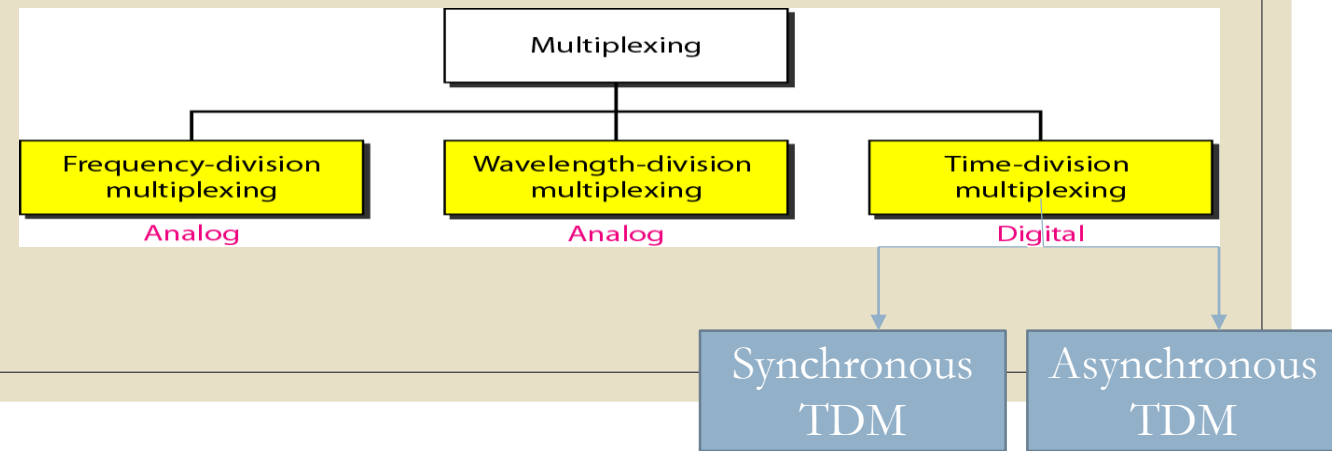 Multiplexing
Frequency-division
multiplexing
Wavelength-division
multiplexing
Time-division
multiplexing
Analog
Analog
Digital
Synchronous
TDM
Asynchronous
TDM